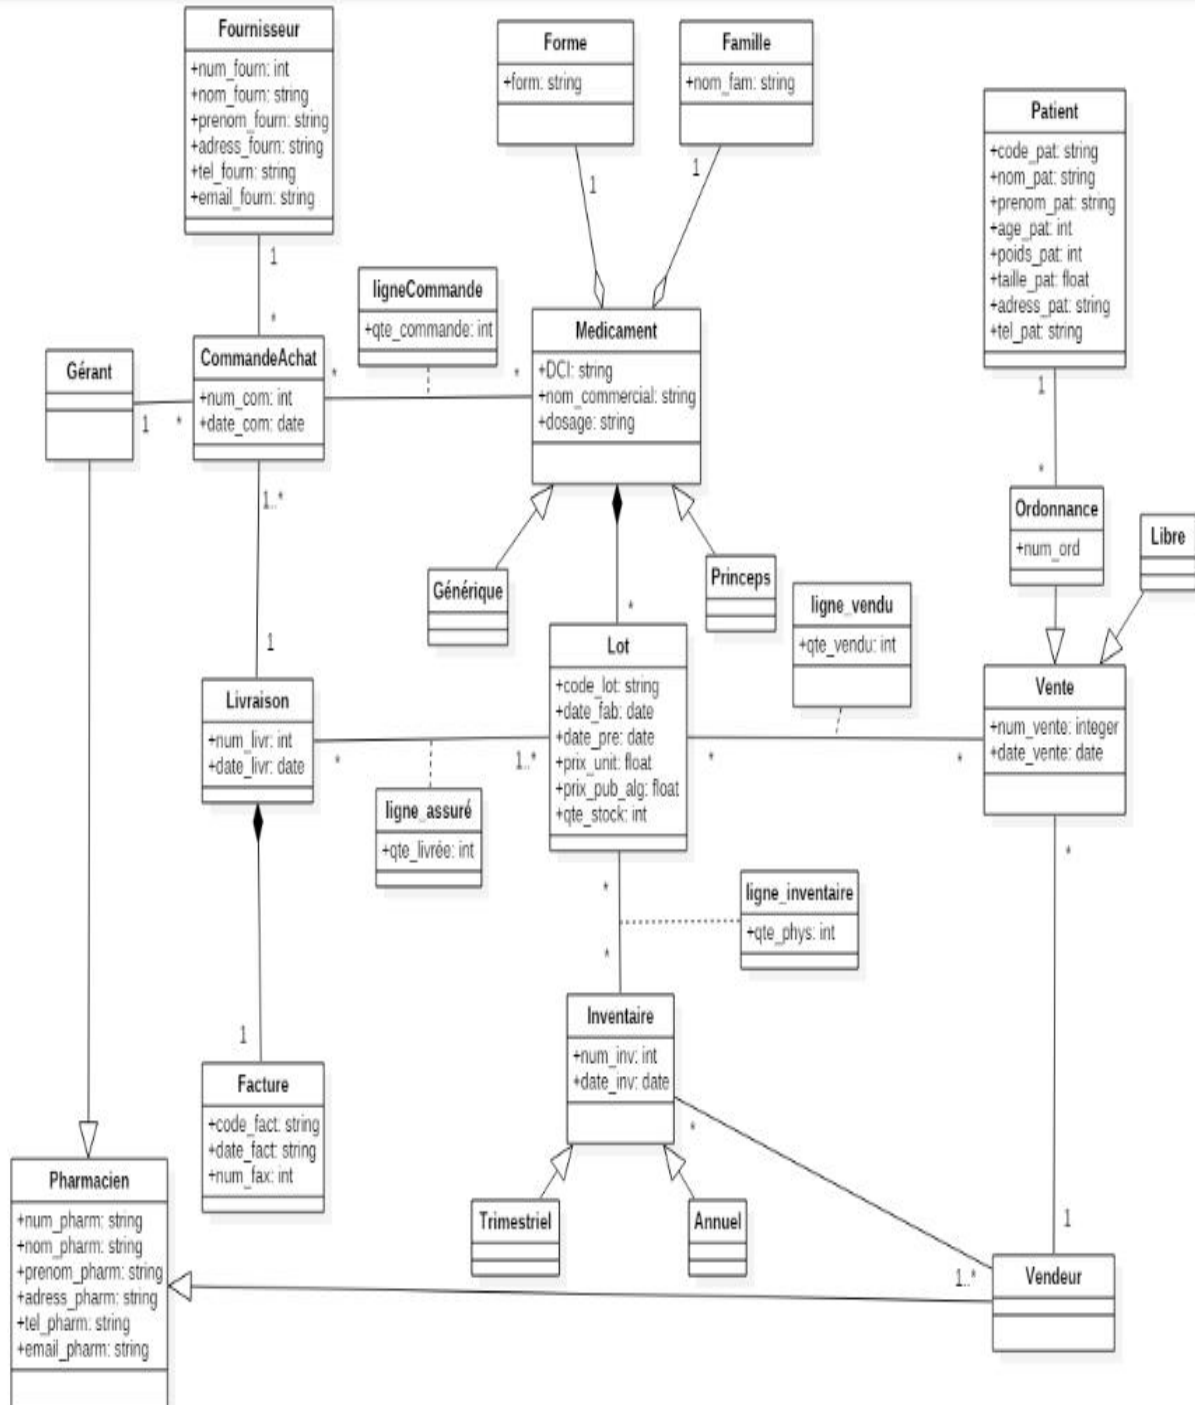 Fournisseur
+num_fourn: int
+nom_fourn: string
+prenom_fourn: string
+adress_fourn: string
+tel_fourn: string
+email_fourn: string
Forme
+form: string
Famille
+nom_fam: string
Patient
+code_pat: string
+nom_pat: string
+prenom_pat: string
+age_pat: int
+poids_pat: int
+taille_pat: float
+adress_pat: string
+tel_pat: string
1
1
1
*
ligneCommande
+qte_commande: int
Medicament
+DCI: string
+nom_commercial: string
+dosage: string
Gérant
CommandeAchat
+num_com: int
+date_com: date
*
*
1
*
1
*
1..*
1
Ordonnance
+num_ord
Libre
Générique
Princeps
*
ligne_vendu
+qte_vendu: int
Lot
+code_lot: string
+date_fab: date
+date_pre: date
+prix_unit: float
+prix_pub_alg: float
+qte_stock: int
Vente
+num_vente: integer
+date_vente: date
Livraison
+num_livr: int
+date_livr: date
*
1..*
*
*
ligne_assuré
+qte_livrée: int
*
*
*
ligne_inventaire
+qte_phys: int
Inventaire
+num_inv: int
+date_inv: date
1
Facture
+code_fact: string
+date_fact: string
+num_fax: int
*
Pharmacien
+num_pharm: string
+nom_pharm: string
+prenom_pharm: string
+adress_pharm: string
+tel_pharm: string
+email_pharm: string
Trimestriel
Annuel
1
1..*
Vendeur